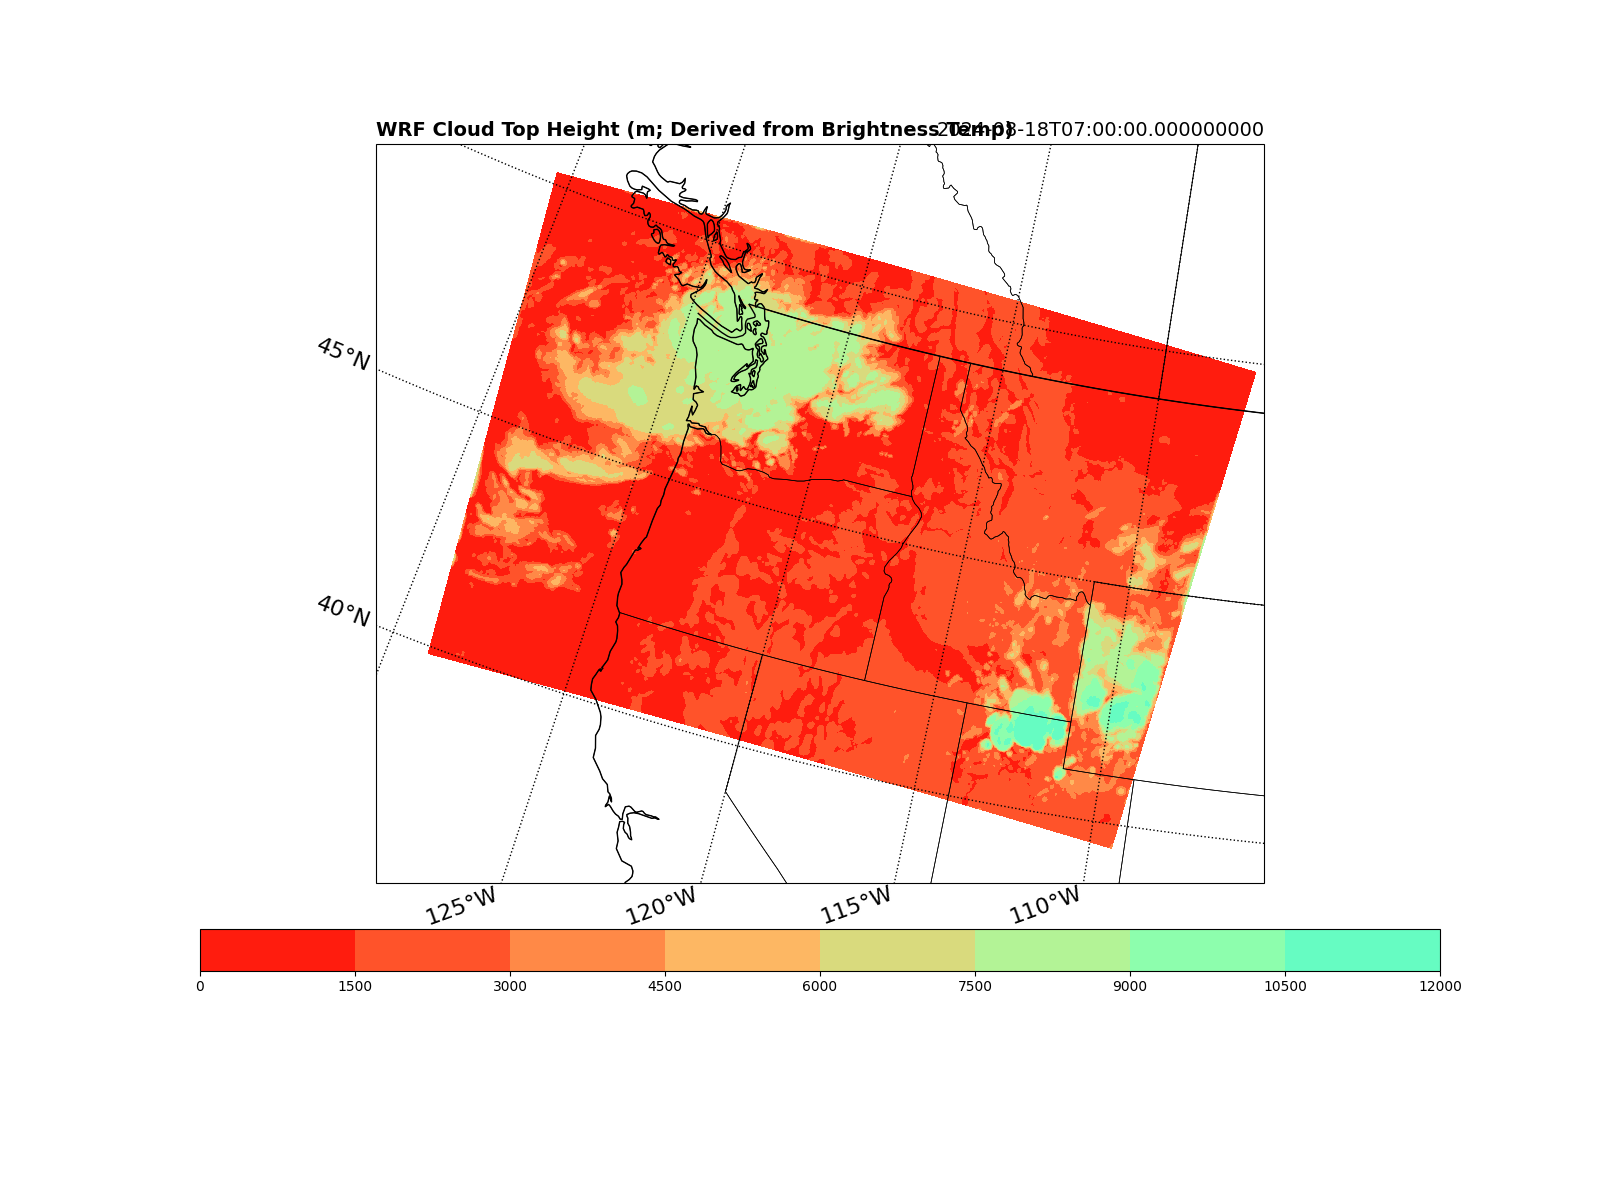 WRF Cloud Top Height (m; Derived from Brightness Temp)
2024-08-18T07:00:00.000000000
45°N
40°N
125°W 120°W 115°W 110°W
0 1500 3000 4500 6000 7500 9000 10500 12000